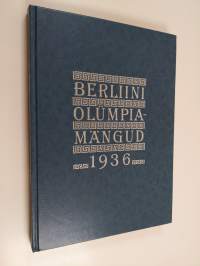 BERLIINI
OLÜMPIA-
MÄNGUD
1936